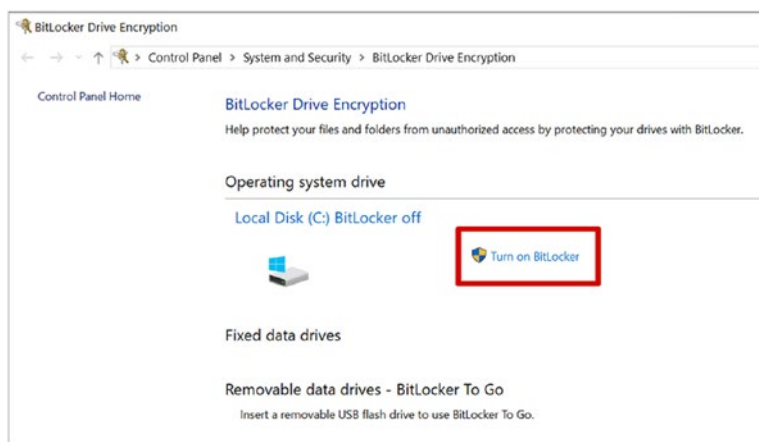 BitLocker Drive Encryption
Control Panel > System and Security > BitLocker Drive Encryption
Control Panel Home
BitLocker Drive Encryption
Help protect your files and folders from unauthorized access by protecting your drives with BitLocker.
Operating system drive
Local Disk (C:) BitLocker off
Turn on BitLocker
Fixed data drives
Removable data drives - BitLocker To Go
Insert a removable USB flash drive to use BitLocker To Go.